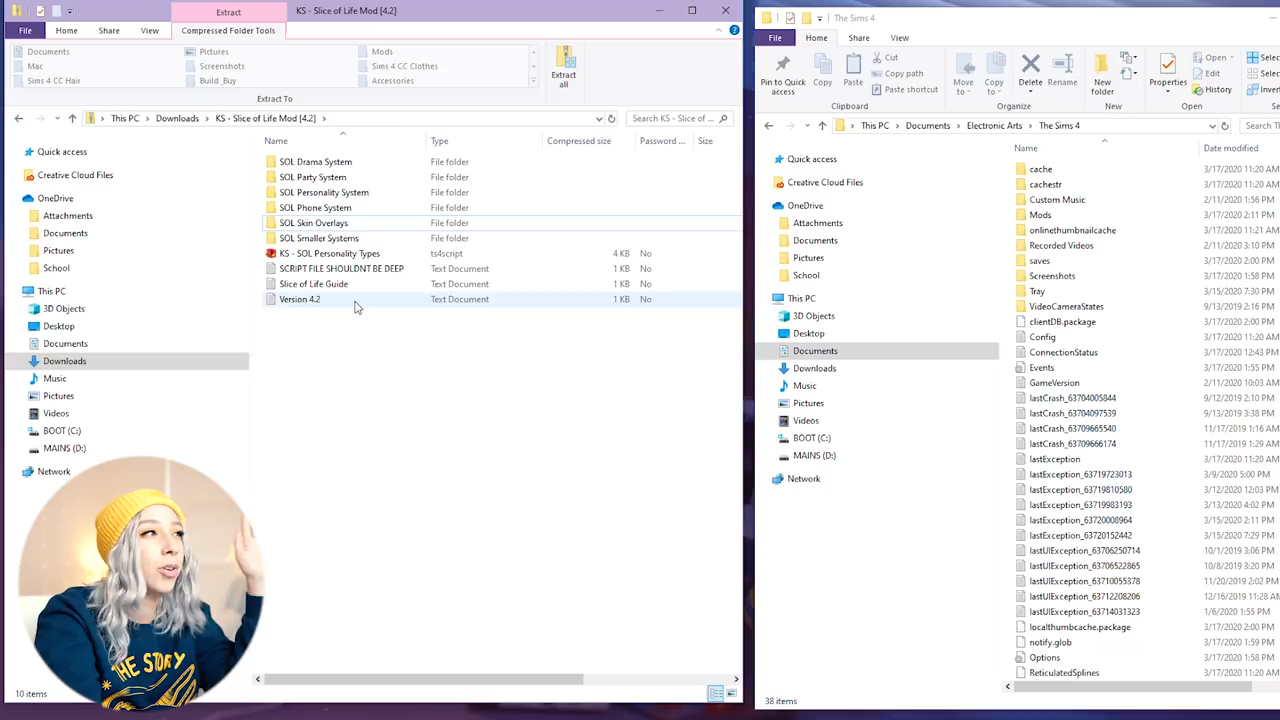 Extract
KS - Slice of Life Mod [4.2]
File
Home
Share
View
Compressed Folder Tools
Documents
Pictures
Mods
Mac
Screenshots
Sims 4 CC Clothes
Sims 4 CC Hair
Build_Buy
Accessories
Extract
all
Extract To
This PC > Downloads > KS - Slice of Life Mod [4.2] >
Search KS - Slice of ...
Name
Type
Compressed size
Password ...
Size
Quick access
Creative Cloud Files
OneDrive
Attachments
Documents
Pictures
School
This PC
3D Objects
Desktop
Documents
Downloads
Music
Pictures
Videos
BOOT (C:)
MAINS (D:)
Network
SOL Drama System File folder
SOL Party System File folder
SOL Personality System File folder
SOL Phone System File folder
SOL Skin Overlays File folder
SOL Smaller Systems File folder
KS - SOL Personality Types ts4script 4 KB No
SCRIPT FILE SHOULDNT BE DEEP Text Document 1 KB No
Slice of Life Guide Text Document 1 KB No
Version 4.2 Text Document 1 KB No
THE STORY
10 items
The Sims 4
File
Home
Share
View
Pin to Quick
access
Copy
Paste
Cut
Copy path
Paste shortcut
Clipboard
Move
to
Copy
to
Delete
Rename
Organize
New
folder
New
Properties
Open
Edit
History
Open
Selec
Selec
Inver
This PC > Documents > Electronic Arts > The Sims 4
Search Th
Name
Date modified
Quick access
Creative Cloud Files
OneDrive
Attachments
Documents
Pictures
School
This PC
3D Objects
Desktop
Documents
Downloads
Music
Pictures
Videos
BOOT (C:)
MAINS (D:)
Network
cache 3/17/2020 11:20 AM
cachestr 3/17/2020 11:20 AM
Custom Music 3/2/2020 1:56 PM
Mods 3/17/2020 2:11 PM
onlinethumbnailcache 3/17/2020 11:21 AM
Recorded Videos 2/11/2020 3:10 PM
saves 3/17/2020 1:59 PM
Screenshots 3/17/2020 1:58 PM
Tray 3/17/2020 1:59 PM
VideoCameraStates 9/13/2019 2:16 PM
clientDB.package 3/17/2020 2:00 PM
Config 3/17/2020 11:20 AM
ConnectionStatus 3/17/2020 12:43 PM
Events 3/17/2020 1:55 PM
GameVersion 2/11/2020 10:03 AM
lastCrash_63704005844 9/12/2019 2:10 PM
lastCrash_63704097539 9/13/2019 3:38 PM
lastCrash_63709665540 11/17/2019 1:16 AM
lastCrash_63709666174 11/17/2019 1:29 AM
lastException 3/17/2020 11:20 AM
lastException_63719723013 3/9/2020 5:00 PM
lastException_63719810580 3/12/2020 12:03 PM
lastException_63719983193 3/13/2020 4:02 PM
lastException_63720008964 3/15/2020 2:11 PM
lastException_63720152442 3/15/2020 7:29 PM
lastUIException_63706250714 10/1/2019 3:06 PM
lastUIException_63706522865 10/8/2019 3:20 PM
lastUIException_63710055378 11/20/2019 2:02 PM
lastUIException_63712208206 12/16/2019 11:28 AM
lastUIException_63714031323 1/6/2020 1:55 PM
localthumbcache.package 3/17/2020 2:00 PM
notify.glob 3/17/2020 1:59 PM
Options 3/17/2020 1:58 PM
ReticulatedSplines 3/17/2020 11:20 AM
38 items